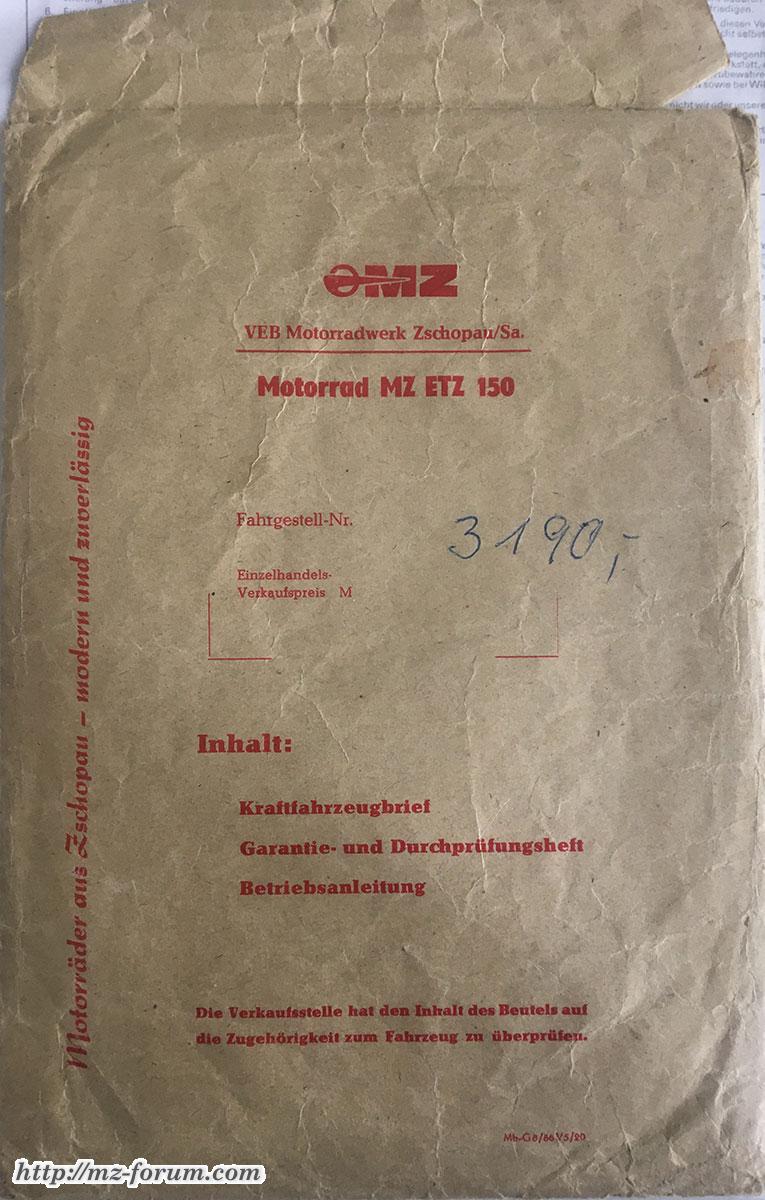 MZ
VEB Motorradwerk Zschopau/Sa.
Motorrad MZ ETZ 150
Fahrgestell-Nr.
3190,-
Einzelhandels-
Verkaufspreis M
Inhalt:
Kraftfahrzeugbrief
Garantie- und Durchprüfungsheft
Betriebsanleitung
Die Verkaufsstelle hat den Inhalt des Beutels auf
die Zugehörigkeit zum Fahrzeug zu überprüfen.
Motorräder aus Zschopau – modern und zuverlässig
http://mz-forum.com